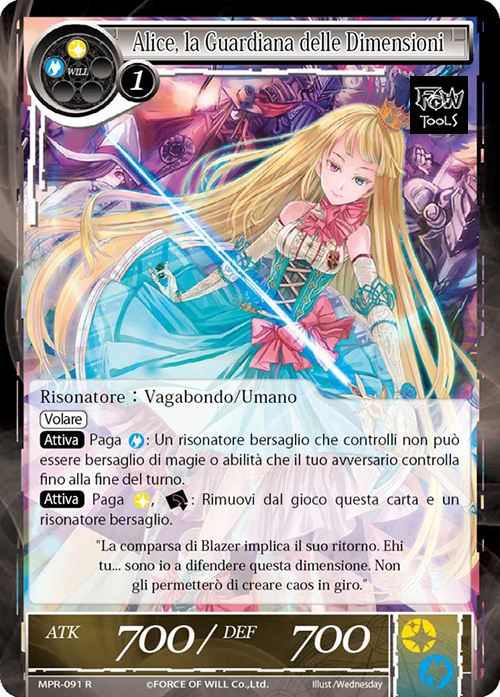 Alice, la Guardiana delle Dimensioni
WILL
1
FOW
TOOLS
Risonatore : Vagabondo/Umano
Volare
Attiva Paga : Un risonatore bersaglio che controlli non può
essere bersaglio di magie o abilità che il tuo avversario controlla
fino alla fine del turno.
Attiva Paga , : Rimuovi dal gioco questa carta e un
risonatore bersaglio.
"La comparsa di Blazer implica il suo ritorno. Ehi
tu... sono io a difendere questa dimensione. Non
gli permetterò di creare caos in giro."
ATK 700 / DEF 700
MPR-091 R ©FORCE OF WILL Co.,Ltd. Illust /Wednesday